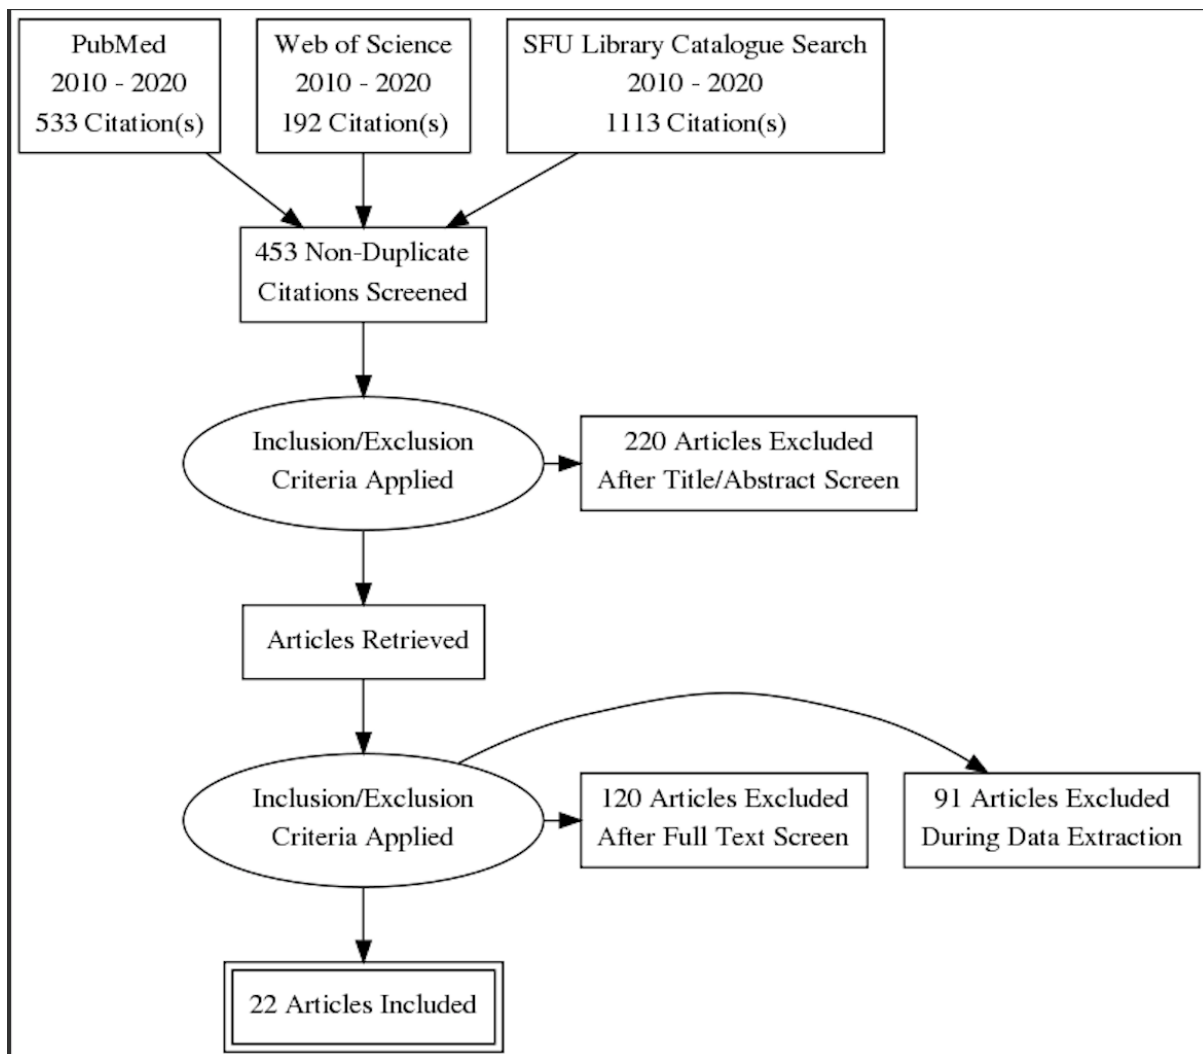 PubMed
2010 - 2020
533 Citation(s)
Web of Science
2010 - 2020
192 Citation(s)
SFU Library Catalogue Search
2010 - 2020
1113 Citation(s)
453 Non-Duplicate
Citations Screened
Inclusion/Exclusion
Criteria Applied
220 Articles Excluded
After Title/Abstract Screen
Articles Retrieved
Inclusion/Exclusion
Criteria Applied
120 Articles Excluded
After Full Text Screen
91 Articles Excluded
During Data Extraction
22 Articles Included